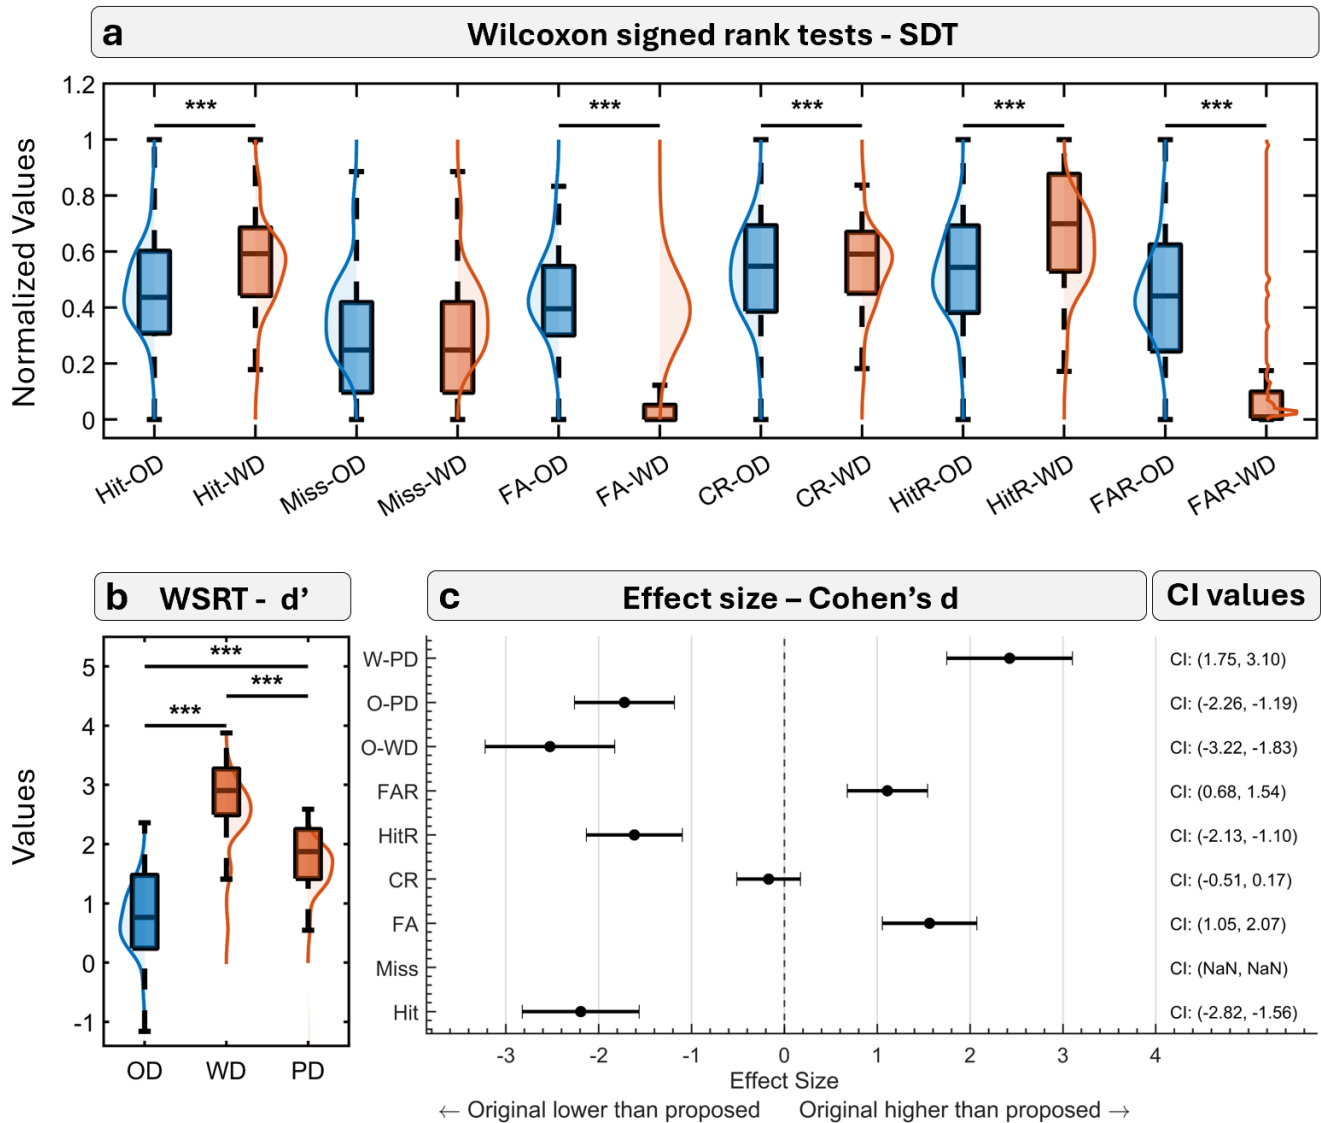 a Wilcoxon signed rank tests - SDT
Normalized Values
1.2
1
0.8
0.6
0.4
0.2
0
*** *** *** *** ***
Hit-OD Hit-WD Miss-OD Miss-WD FA-OD FA-WD CR-OD CR-WD HitR-OD HitR-WD FAR-OD FAR-WD
b WSRT - d’
Values
5
4
3
2
1
0
-1
***
***
***
OD WD PD
c Effect size – Cohen’s d
CI values
W-PD CI: (1.75, 3.10)
O-PD CI: (-2.26, -1.19)
O-WD CI: (-3.22, -1.83)
FAR CI: (0.68, 1.54)
HitR CI: (-2.13, -1.10)
CR CI: (-0.51, 0.17)
FA CI: (1.05, 2.07)
Miss CI: (NaN, NaN)
Hit CI: (-2.82, -1.56)
-3 -2 -1 0 1 2 3 4
Effect Size
← Original lower than proposed Original higher than proposed →